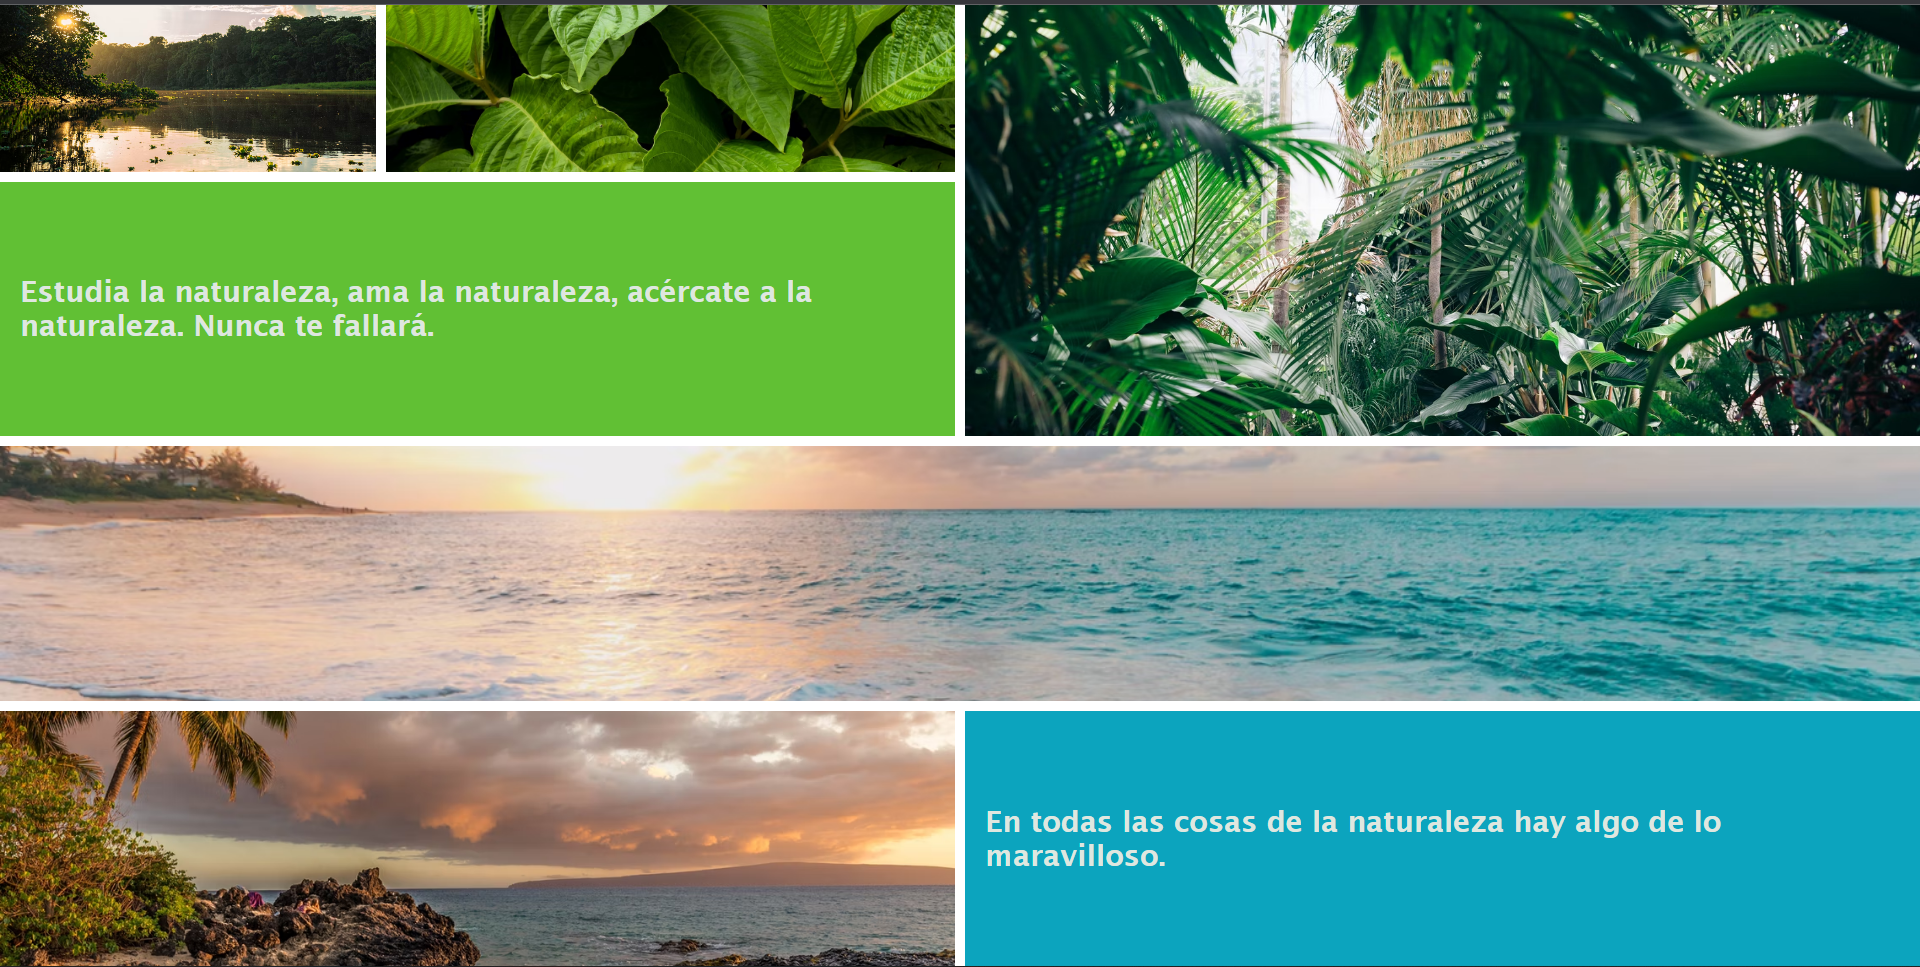 Estudia la naturaleza, ama la naturaleza, acércate a la
naturaleza. Nunca te fallará.
En todas las cosas de la naturaleza hay algo de lo
maravilloso.